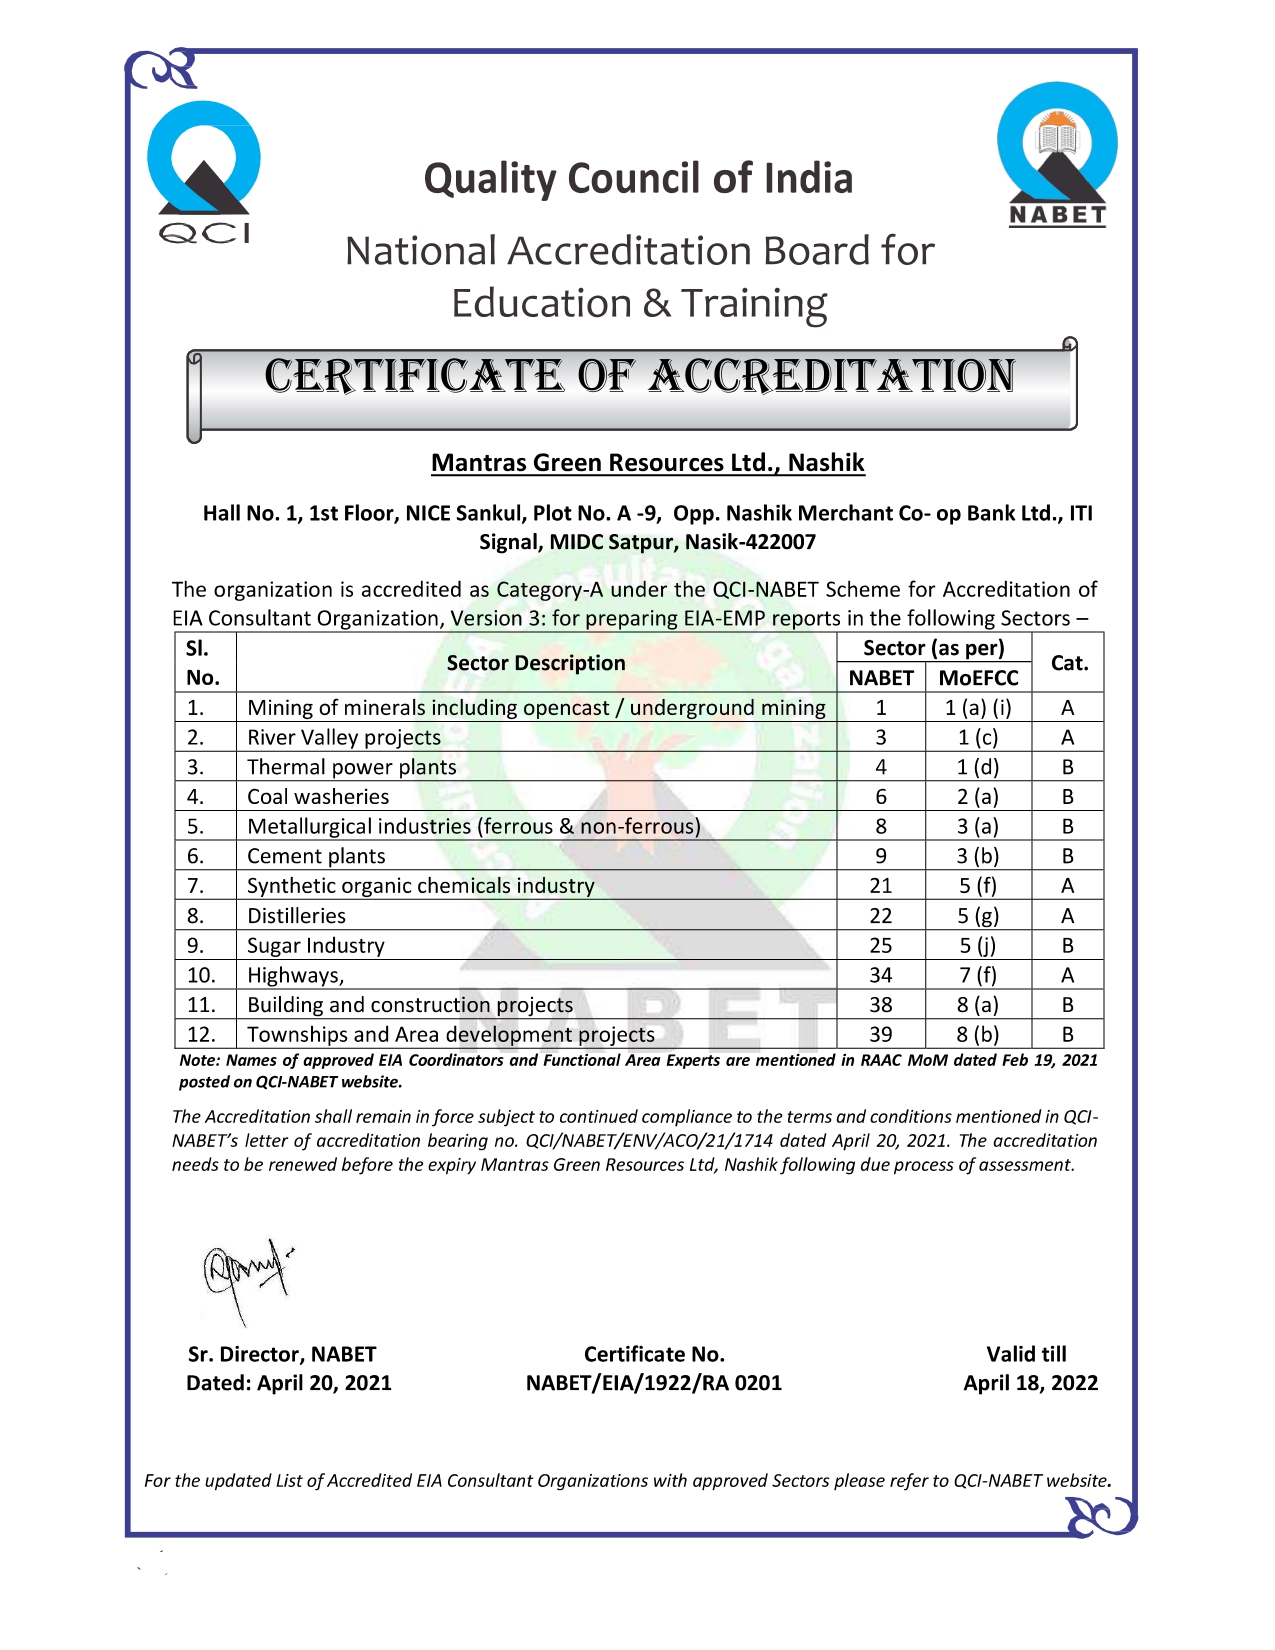 QCI
NABET
Quality Council of India
National Accreditation Board for
Education & Training
CERTIFICATE OF ACCREDITATION
Mantras Green Resources Ltd., Nashik
Hall No. 1, 1st Floor, NICE Sankul, Plot No. A -9, Opp. Nashik Merchant Co- op Bank Ltd., ITI
Signal, MIDC Satpur, Nasik-422007
The organization is accredited as Category-A under the QCI-NABET Scheme for Accreditation of
EIA Consultant Organization, Version 3: for preparing EIA-EMP reports in the following Sectors –
Sl. No. Sector Description Sector (as per) Cat.
NABET MoEFCC
1. Mining of minerals including opencast / underground mining 1 1 (a) (i) A
2. River Valley projects 3 1 (c) A
3. Thermal power plants 4 1 (d) B
4. Coal washeries 6 2 (a) B
5. Metallurgical industries (ferrous & non-ferrous) 8 3 (a) B
6. Cement plants 9 3 (b) B
7. Synthetic organic chemicals industry 21 5 (f) A
8. Distilleries 22 5 (g) A
9. Sugar Industry 25 5 (j) B
10. Highways, 34 7 (f) A
11. Building and construction projects 38 8 (a) B
12. Townships and Area development projects 39 8 (b) B
Accredited EIA Consultant Organization
NABET
Note: Names of approved EIA Coordinators and Functional Area Experts are mentioned in RAAC MoM dated Feb 19, 2021
posted on QCI-NABET website.
The Accreditation shall remain in force subject to continued compliance to the terms and conditions mentioned in QCI-
NABET’s letter of accreditation bearing no. QCI/NABET/ENV/ACO/21/1714 dated April 20, 2021. The accreditation
needs to be renewed before the expiry Mantras Green Resources Ltd, Nashik following due process of assessment.
Sr. Director, NABET Certificate No. Valid till
Dated: April 20, 2021 NABET/EIA/1922/RA 0201 April 18, 2022
For the updated List of Accredited EIA Consultant Organizations with approved Sectors please refer to QCI-NABET website.